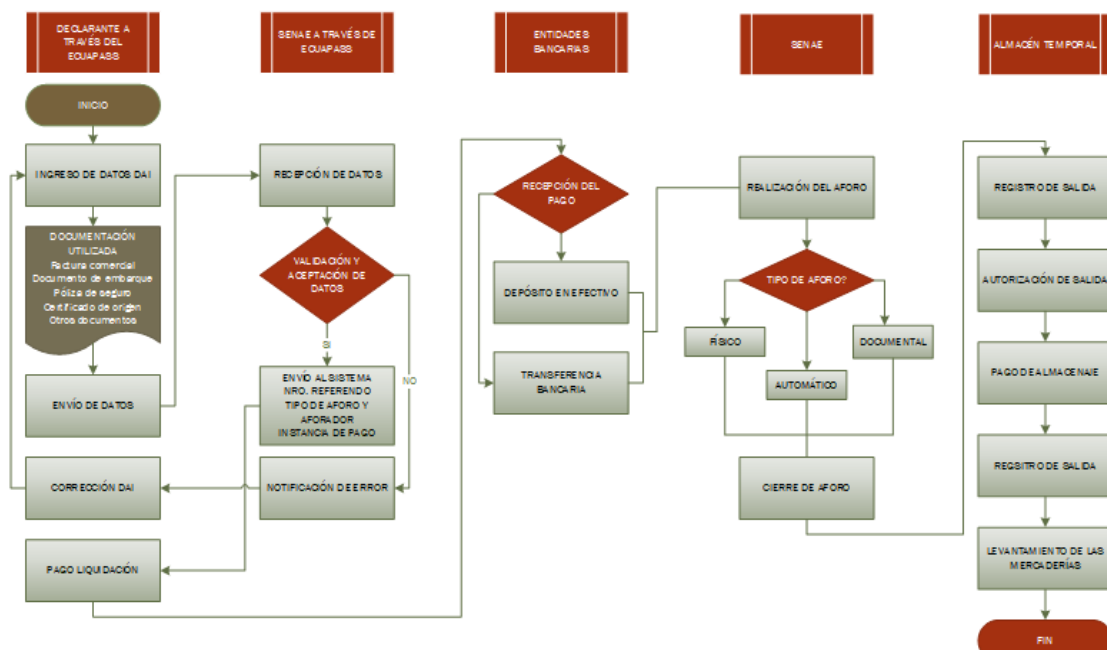 DECLARANTE A
TRAVÉS DEL
ECUAPASS
SENAE A TRAVÉS DE
ECUAPASS
ENTIDADES
BANCARIAS
SENAE
ALMACÉN TEMPORAL
INICIO
INGRESO DE DATOS DAI
DOCUMENTACIÓN
UTILIZADA
Factura comercial
Documento de embarque
Póliza de seguro
Certificado de origen
Otros documentos
ENVÍO DE DATOS
CORRECCIÓN DAI
PAGO LIQUIDACIÓN
RECEPCIÓN DE DATOS
VALIDACIÓN Y
ACEPTACIÓN DE
DATOS
SI
NO
ENVÍO AL SISTEMA
NRO. REFERENDO
TIPO DE AFORO Y
AFORADOR
INSTANCIA DE PAGO
NOTIFICACIÓN DE ERROR
RECEPCIÓN DEL
PAGO
DEPÓSITO EN EFECTIVO
TRANSFERENCIA
BANCARIA
REALIZACIÓN DEL AFORO
TIPO DE AFORO?
FÍSICO
AUTOMÁTICO
DOCUMENTAL
CIERRE DE AFORO
REGISTRO DE SALIDA
AUTORIZACIÓN DE SALIDA
PAGO DE ALMACENAJE
REGSITRO DE SALIDA
LEVANTAMIENTO DE LAS
MERCADERÍAS
FIN